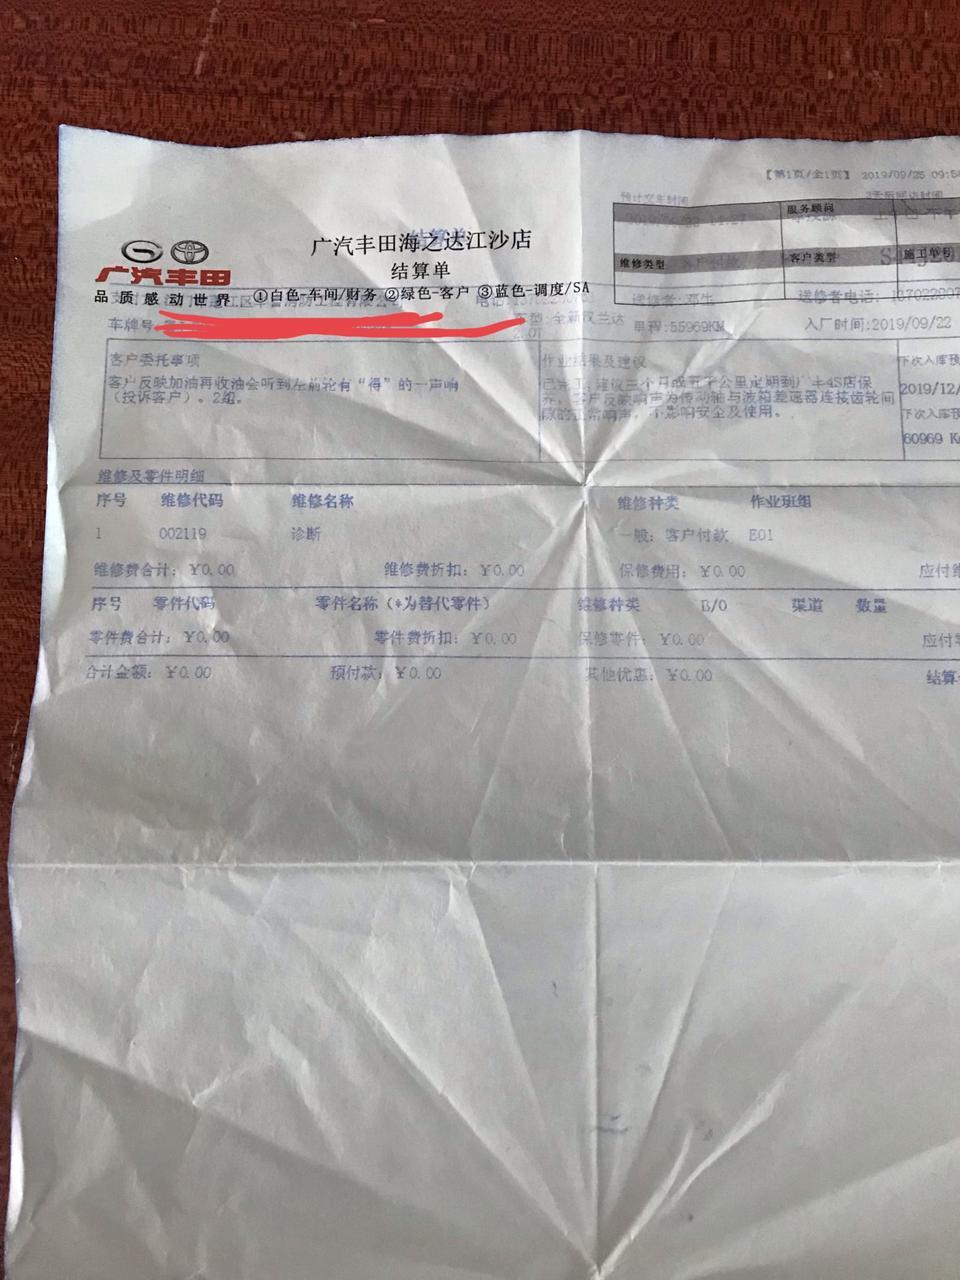 【第1页/全1页】 2019/09/25 09:5
预计交车时间
服务顾问
广汽丰田海之达江沙店
结算单
维修类型
客户类型
施工单号
广汽丰田
品质感动世界 ①白色-车间/财务 ②绿色-客户 ③蓝色-调度/SA
送修者电话:
车牌号
车型:全新汉兰达
里程:55969KM
入厂时间:2019/09/22
2.0T
客户委托事项
作业结果及建议
下次入库预
客户反映加油再收油会听到左前轮有“得”的一声响
(投诉客户)。2组。
已完工,建议三个月或五千公里定期到广丰4S店保
养,客户反映响声为传动轴与波箱差速器连接齿轮间
隙的正常响声,不影响安全及使用。
2019/12/
下次入库预
60969 K
维修及零件明细
序号 维修代码 维修名称 维修种类 作业班组
1 002119 诊断 一般: 客户付款 E01
维修费合计: ¥0.00 维修费折扣: ¥0.00 保修费用: ¥0.00 应付维
序号 零件代码 零件名称(*为替代零件) 维修种类 B/O 渠道 数量
零件费合计: ¥0.00 零件费折扣: ¥0.00 保修零件: ¥0.00 应付零
合计金额: ¥0.00 预付款: ¥0.00 其他优惠: ¥0.00 结算